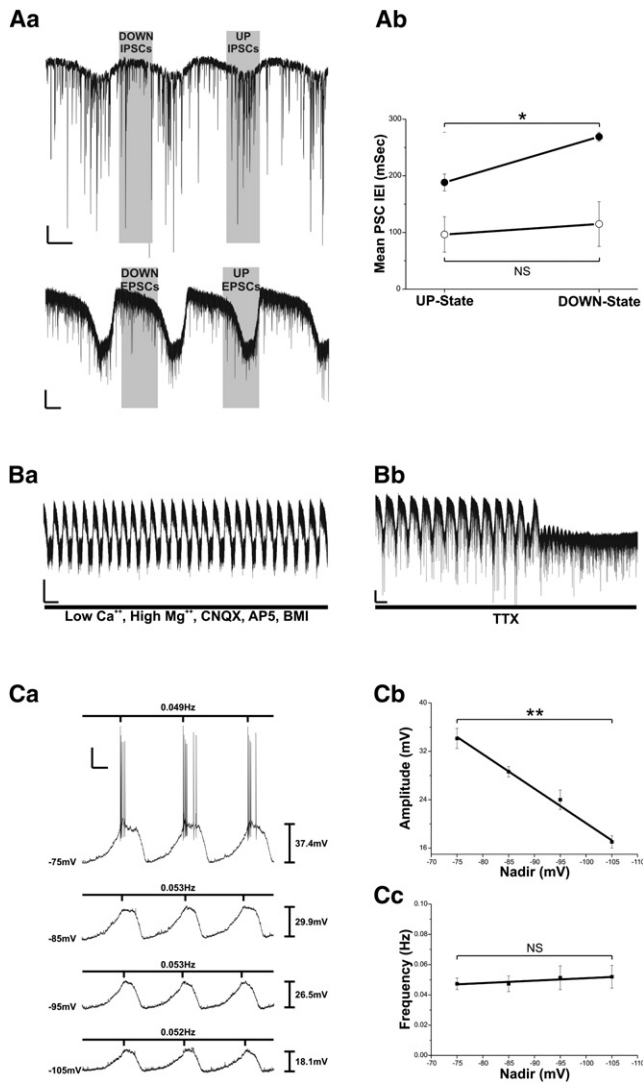 Aa
DOWN
IPSCs
UP
IPSCs
DOWN
EPSCs
UP
EPSCs
Ab
300
200
100
0
Mean PSC IEI (mSec)
*
NS
UP-State
DOWN-State
Ba
Low Ca⁺⁺, High Mg⁺⁺, CNQX, AP5, BMI
Bb
TTX
Ca
0.049Hz
-75mV
37.4mV
0.053Hz
-85mV
29.9mV
0.053Hz
-95mV
26.5mV
0.052Hz
-105mV
18.1mV
Cb
**
Amplitude (mV)
40
32
24
16
-70 -75 -80 -85 -90 -95 -100 -105 -110
Nadir (mV)
Cc
NS
Frequency (Hz)
0.10
0.08
0.06
0.04
0.02
0.00
-70 -75 -80 -85 -90 -95 -100 -105 -110
Nadir (mV)